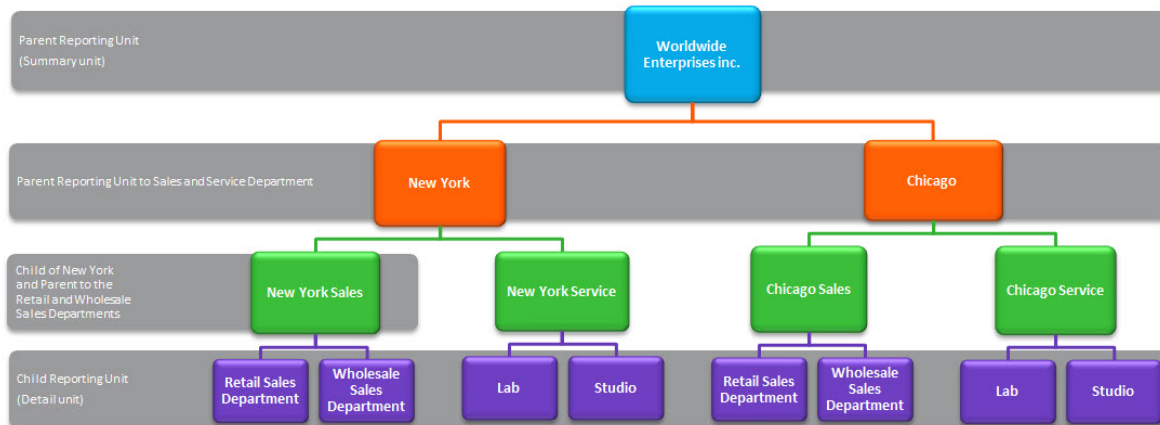 Parent Reporting Unit
(Summary unit)
Worldwide
Enterprises inc.
Parent Reporting Unit to Sales and Service Department
New York
Chicago
Child of New York
and Parent to the
Retail and Wholesale
Sales Departments
New York Sales
New York Service
Chicago Sales
Chicago Service
Child Reporting Unit
(Detail unit)
Retail Sales
Department
Wholesale
Sales
Department
Lab
Studio
Retail Sales
Department
Wholesale
Sales
Department
Lab
Studio